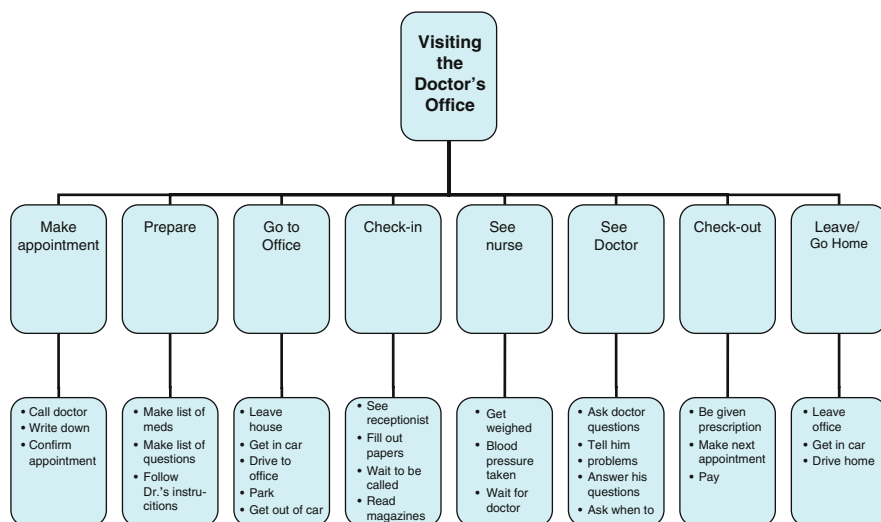 Visiting
the
Doctor's
Office
Make
appointment
Prepare
Go to
Office
Check-in
See
nurse
See
Doctor
Check-out
Leave/
Go Home
• Call doctor
• Write down
• Confirm
appointment
• Make list of
meds
• Make list of
questions
• Follow
Dr.'s instru-
citions
• Leave
house
• Get in car
• Drive to
office
• Park
• Get out of car
• See
receptionist
• Fill out
papers
• Wait to be
called
• Read
magazines
• Get
weighed
• Blood
pressure
taken
• Wait for
doctor
• Ask doctor
questions
• Tell him
• problems
• Answer his
questions
• Ask when to
• Be given
prescription
• Make next
appointment
• Pay
• Leave
office
• Get in car
• Drive home